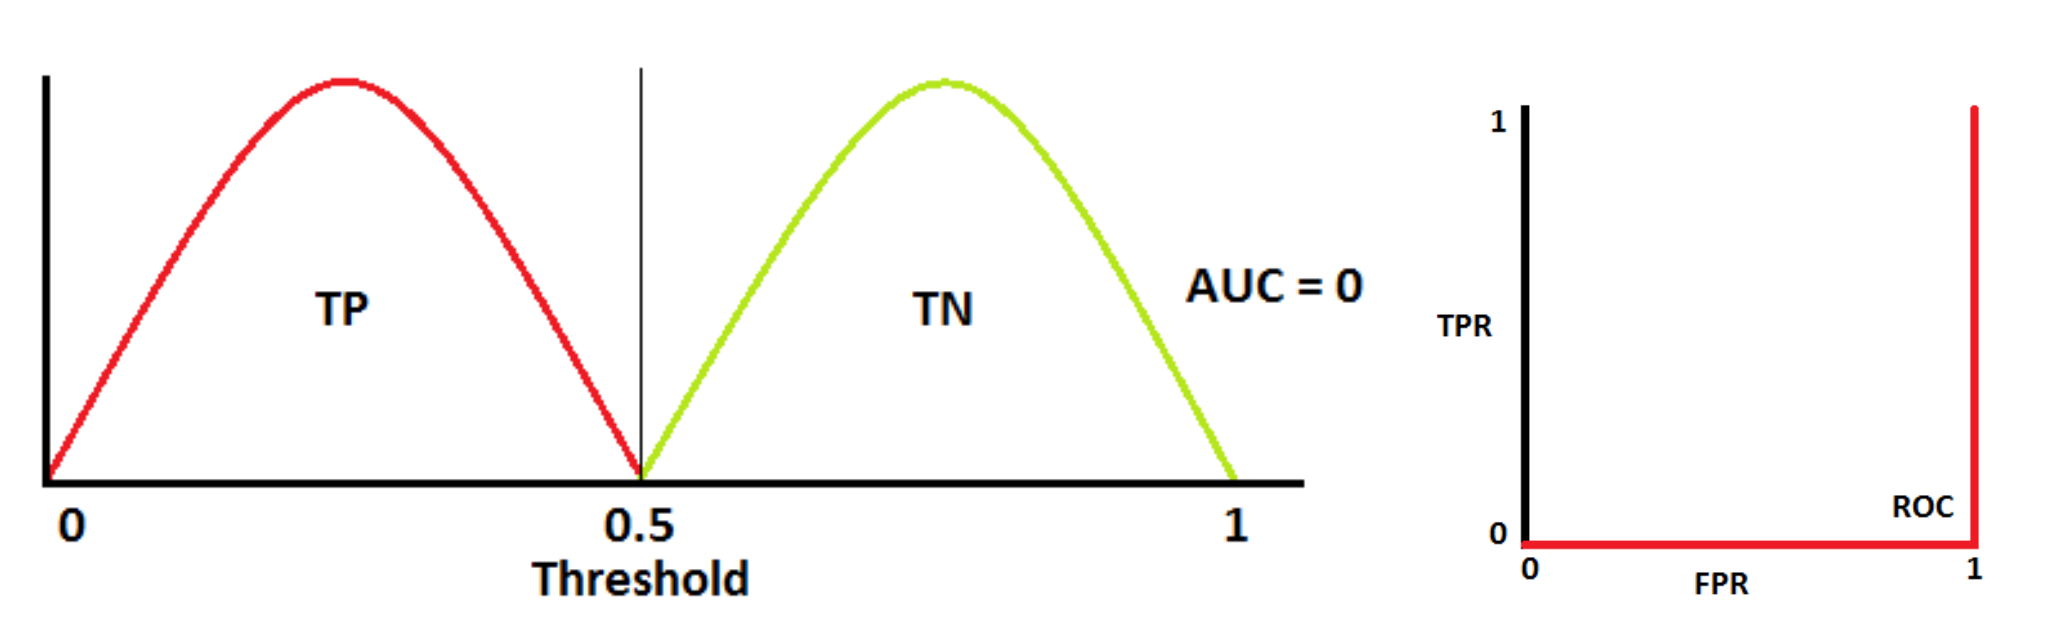 TP
TN
AUC = 0
0
0.5
1
Threshold
1
TPR
0
ROC
0
FPR
1